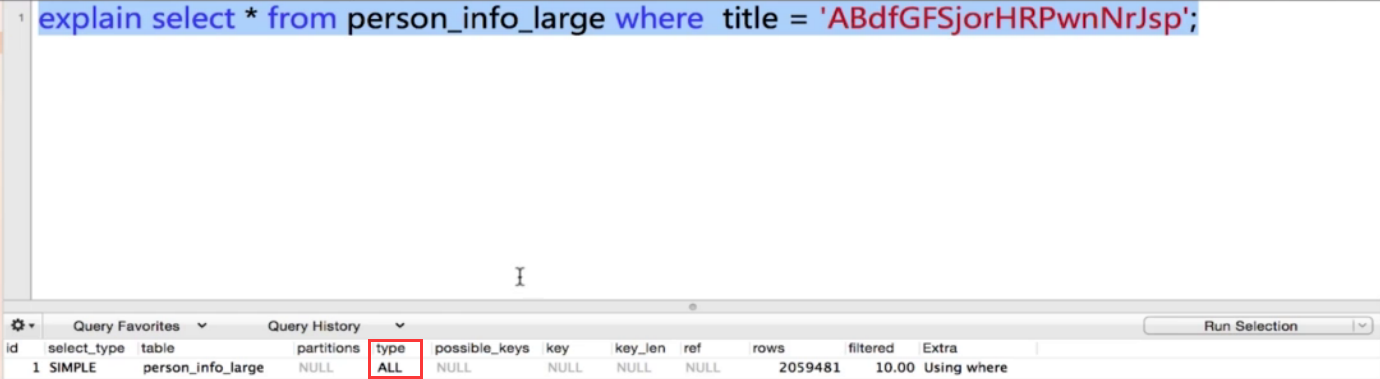 1 explain select * from person_info_large where title = 'ABdfGFSjorHRPwnNrJsp';
Query Favorites Query History Run Selection
id select_type table partitions type possible_keys key key_len ref rows filtered Extra
1 SIMPLE person_info_large NULL ALL NULL NULL NULL NULL 2059481 10.00 Using where